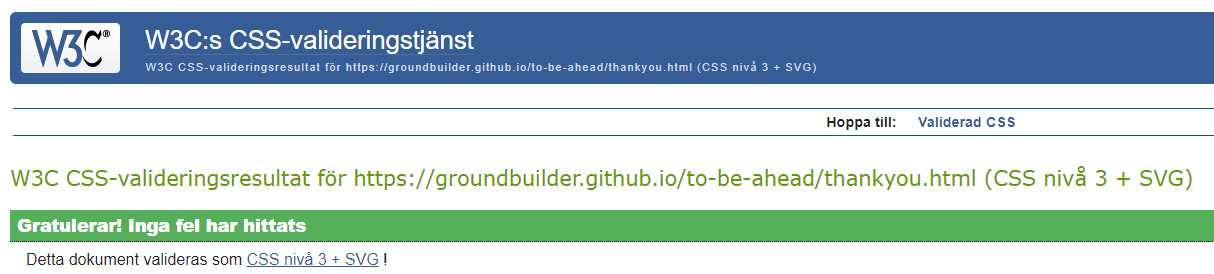 W3C® W3C:s CSS-valideringstjänst
W3C CSS-valideringsresultat för https://groundbuilder.github.io/to-be-ahead/thankyou.html (CSS nivå 3 + SVG)
Hoppa till: Validerad CSS
W3C CSS-valideringsresultat för https://groundbuilder.github.io/to-be-ahead/thankyou.html (CSS nivå 3 + SVG)
Gratulerar! Inga fel har hittats
Detta dokument valideras som CSS nivå 3 + SVG !